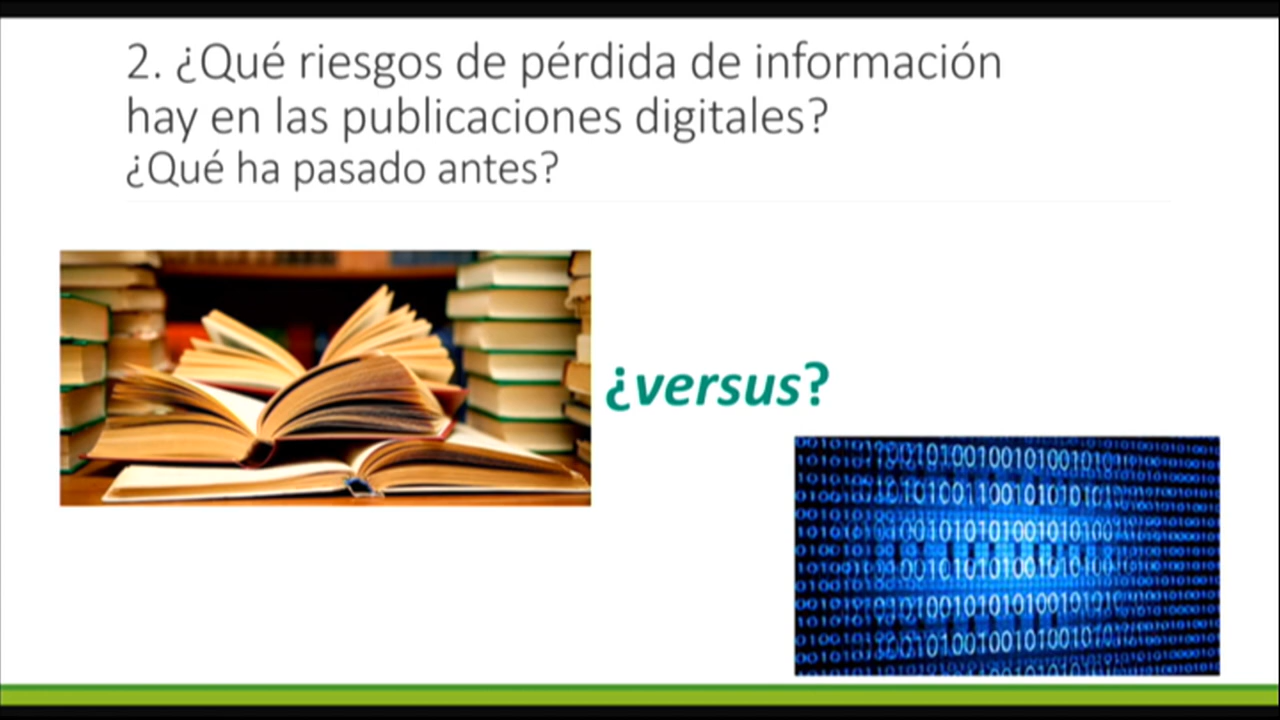 2. ¿Qué riesgos de pérdida de información
hay en las publicaciones digitales?
¿Qué ha pasado antes?
¿versus?